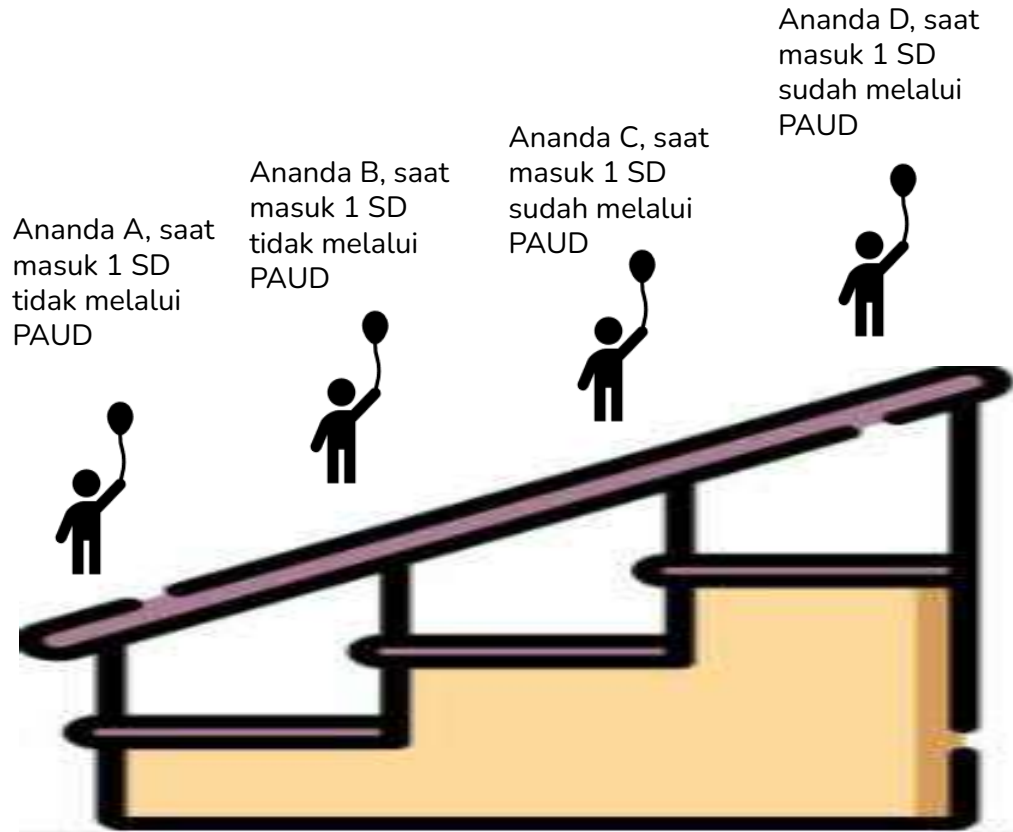 Ananda A, saat
masuk 1 SD
tidak melalui
PAUD
Ananda B, saat
masuk 1 SD
tidak melalui
PAUD
Ananda C, saat
masuk 1 SD
sudah melalui
PAUD
Ananda D, saat
masuk 1 SD
sudah melalui
PAUD